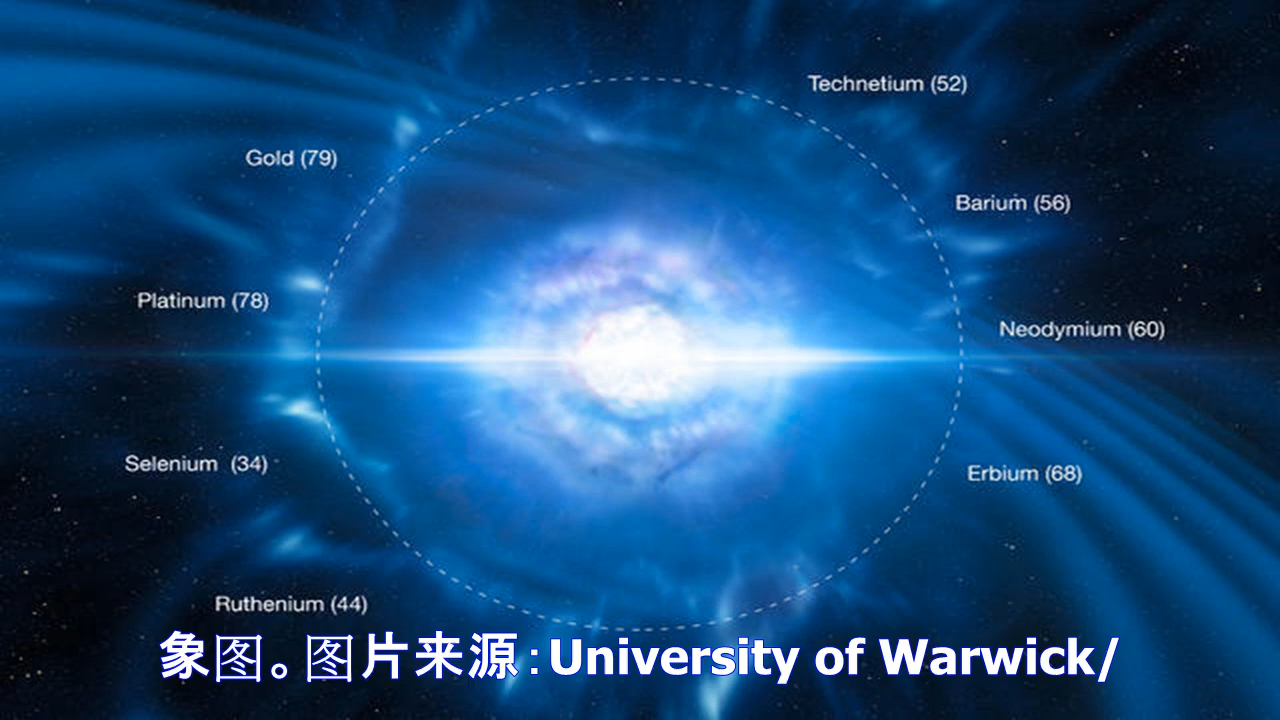 Technetium (52)
Gold (79)
Barium (56)
Platinum (78)
Neodymium (60)
Selenium (34)
Erbium (68)
Ruthenium (44)
象图。图片来源:University of Warwick/